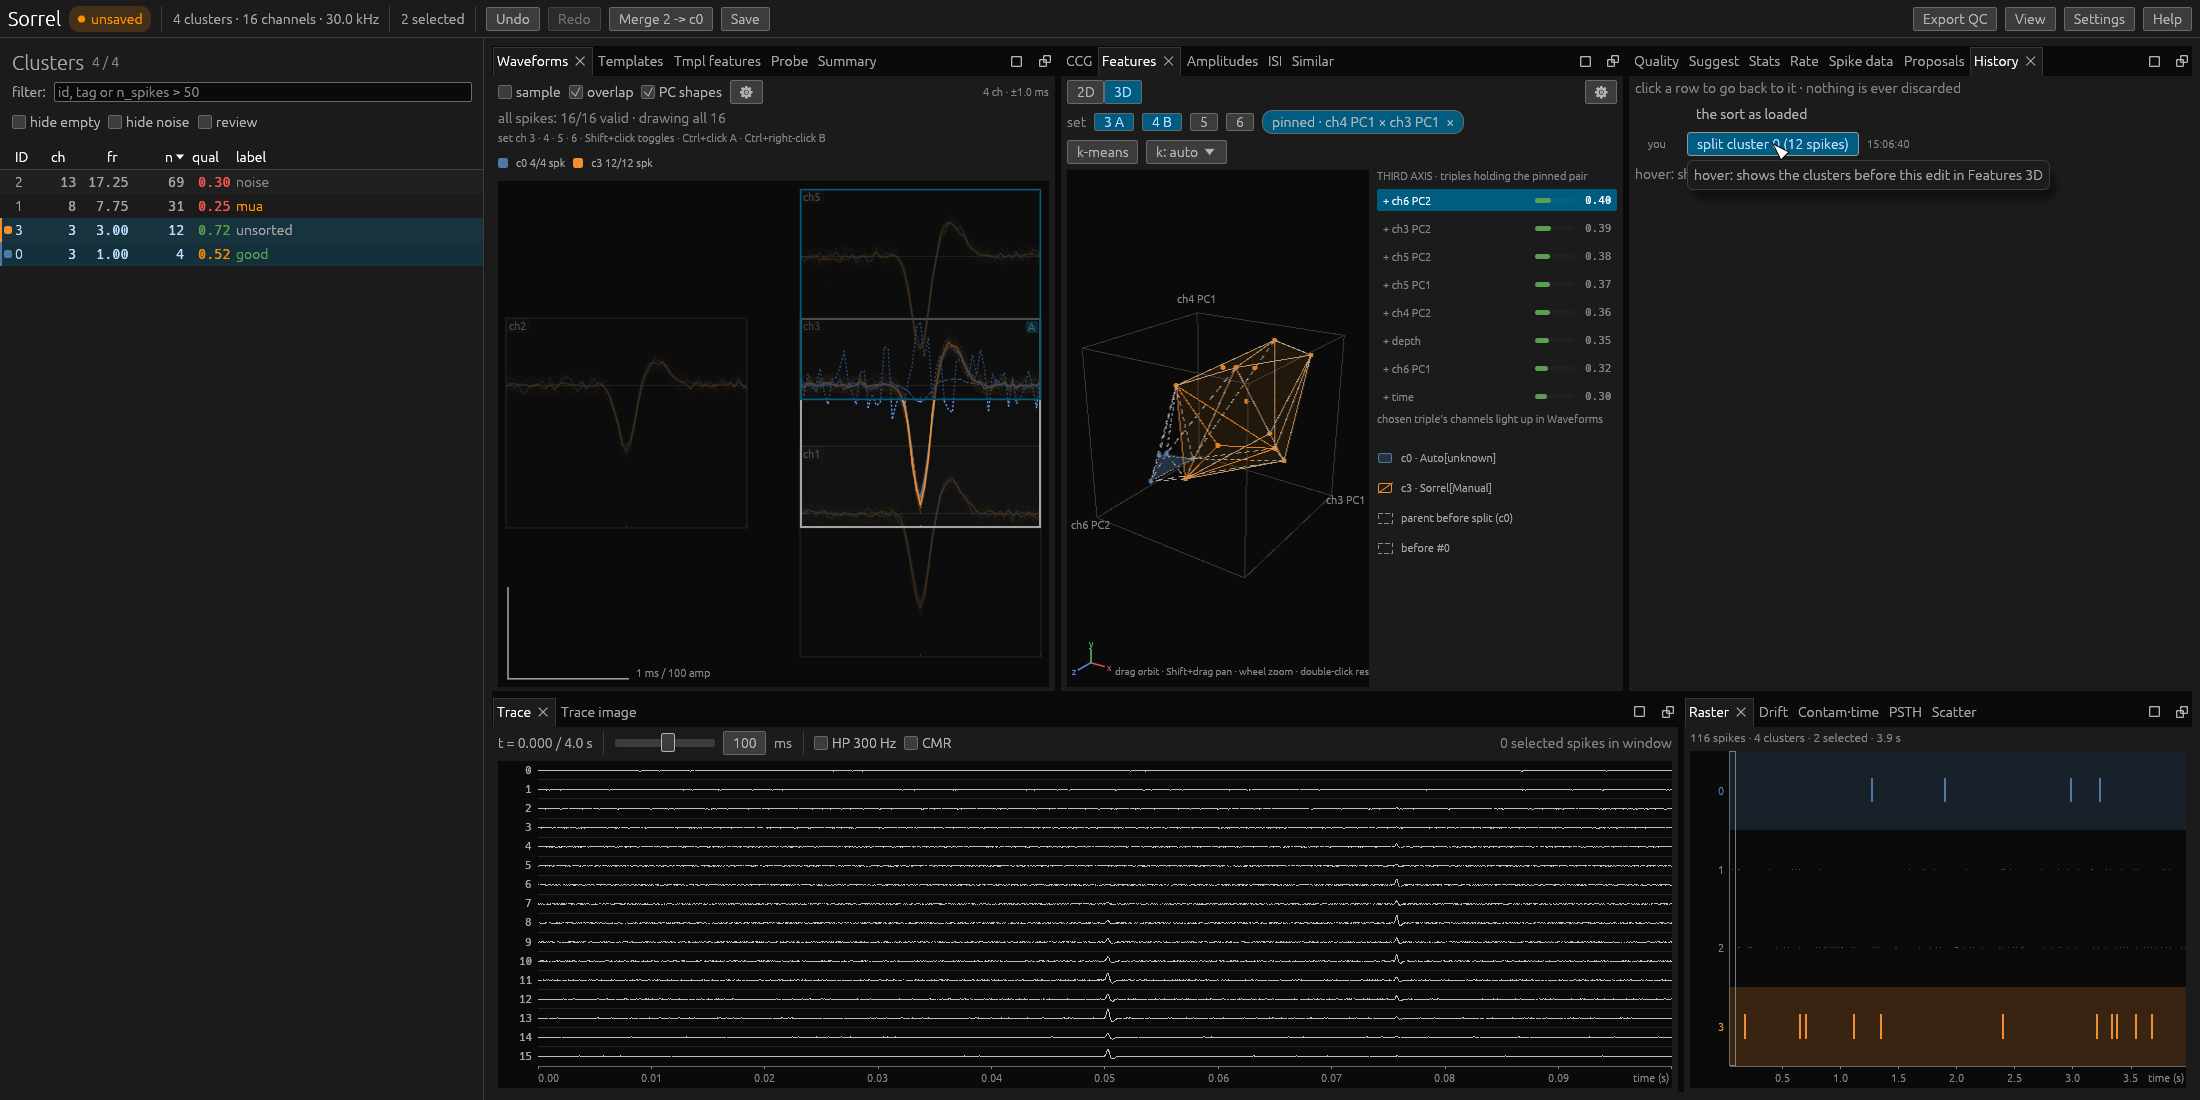 Sorrel ● unsaved 4 clusters · 16 channels · 30.0 kHz 2 selected Undo Redo Merge 2 -> c0 Save Export QC View Settings Help
Clusters 4 / 4
filter: id, tag or n_spikes > 50
hide empty hide noise review
ID ch fr n▼ qual label
2 13 17.25 69 0.30 noise
1 8 7.75 31 0.25 mua
3 3 3.00 12 0.72 unsorted
0 3 1.00 4 0.52 good
Waveforms Templates Tmpl features Probe Summary
sample overlap PC shapes 4 ch · ±1.0 ms
all spikes: 16/16 valid · drawing all 16
set ch 3 · 4 · 5 · 6 · Shift+click toggles · Ctrl+click A · Ctrl+right-click B
c0 4/4 spk c3 12/12 spk
ch5
ch2
ch3 A
ch1
1 ms / 100 amp
CCG Features Amplitudes ISI Similar
2D 3D
set 3 A 4 B 5 6 pinned · ch4 PC1 × ch3 PC1 ×
k-means k: auto ▼
ch4 PC1
ch3 PC1
ch6 PC2
y
x
z
drag orbit · Shift+drag pan · wheel zoom · double-click res
THIRD AXIS · triples holding the pinned pair
+ ch6 PC2 0.40
+ ch3 PC2 0.39
+ ch5 PC2 0.38
+ ch5 PC1 0.37
+ ch4 PC2 0.36
+ depth 0.35
+ ch6 PC1 0.32
+ time 0.30
chosen triple's channels light up in Waveforms
c0 · Auto[unknown]
c3 · Sorrel[Manual]
parent before split (c0)
before #0
Quality Suggest Stats Rate Spike data Proposals History
click a row to go back to it · nothing is ever discarded
the sort as loaded
you split cluster 0 (12 spikes) 15:06:40
hover: sh
hover: shows the clusters before this edit in Features 3D
Trace Trace image
t = 0.000 / 4.0 s 100 ms HP 300 Hz CMR 0 selected spikes in window
0
1
2
3
4
5
6
7
8
9
10
11
12
13
14
15
0.00 0.01 0.02 0.03 0.04 0.05 0.06 0.07 0.08 0.09 time (s)
Raster Drift Contam·time PSTH Scatter
116 spikes · 4 clusters · 2 selected · 3.9 s
0
1
2
3
0.5 1.0 1.5 2.0 2.5 3.0 3.5 time (s)